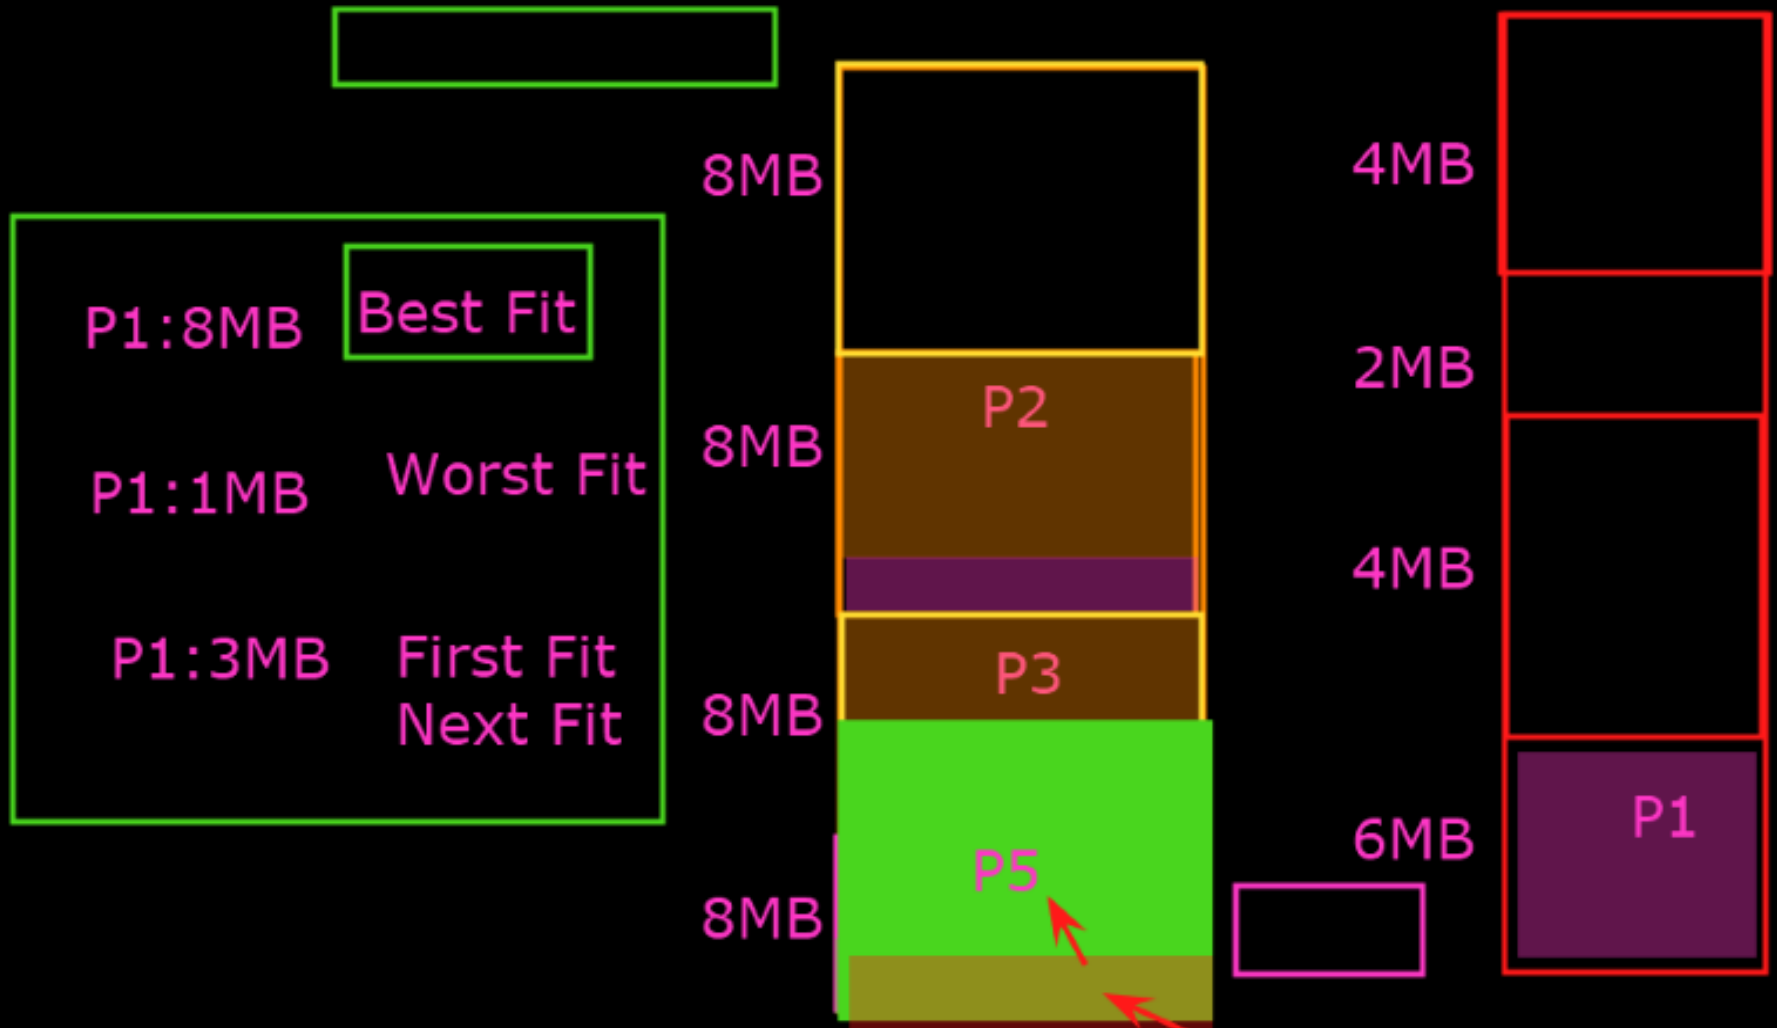 P1:8MB
Best Fit
P1:1MB
Worst Fit
P1:3MB
First Fit
Next Fit
8MB
8MB
8MB
8MB
P2
P3
P5
4MB
2MB
4MB
6MB
P1